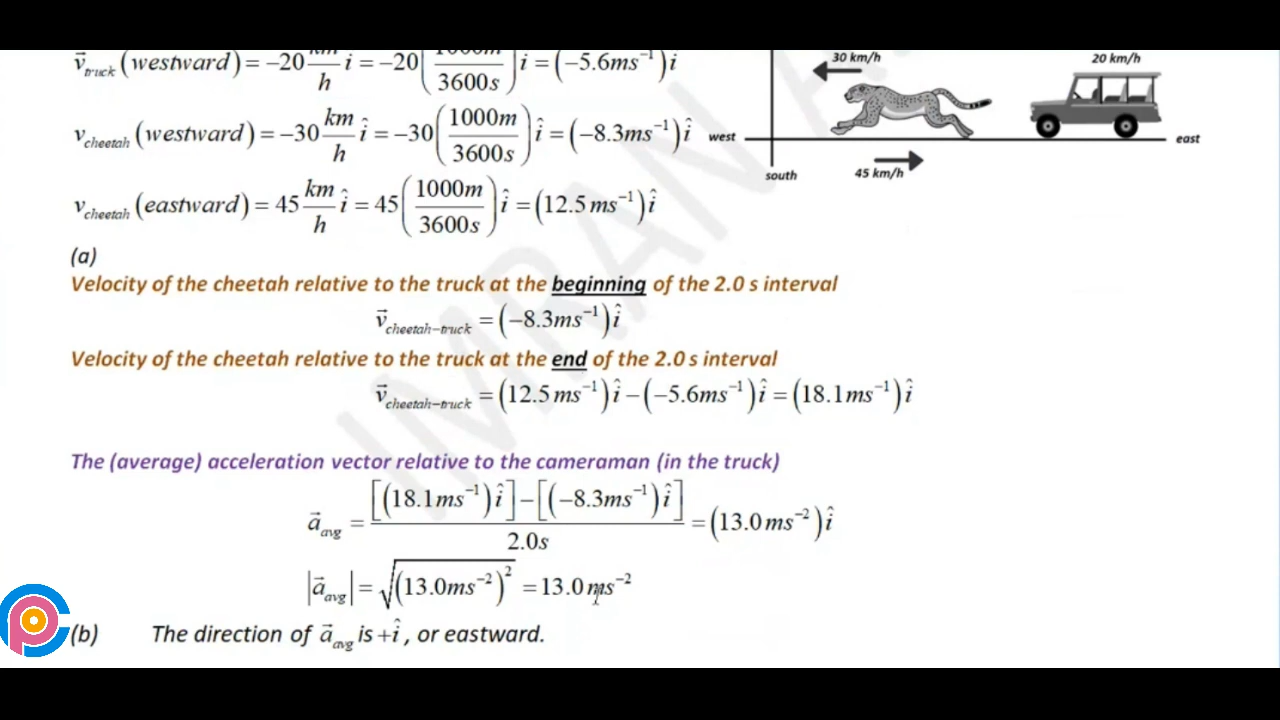 v⃗truck (westward) = −20 km/h i = −20(1000m/3600s) i = (−5.6ms⁻¹) i
vcheetah (westward) = −30 km/h î = −30(1000m/3600s) î = (−8.3ms⁻¹) î
vcheetah (eastward) = 45 km/h î = 45(1000m/3600s) î = (12.5 ms⁻¹) î
30 km/h
20 km/h
west
east
south
45 km/h
(a)
Velocity of the cheetah relative to the truck at the beginning of the 2.0 s interval
v⃗cheetah−truck = (−8.3ms⁻¹) î
Velocity of the cheetah relative to the truck at the end of the 2.0 s interval
v⃗cheetah−truck = (12.5 ms⁻¹) î − (−5.6ms⁻¹) î = (18.1ms⁻¹) î
The (average) acceleration vector relative to the cameraman (in the truck)
a⃗avg = [(18.1ms⁻¹) î] − [(−8.3ms⁻¹) î] / 2.0s = (13.0 ms⁻²) î
|a⃗avg| = √(13.0ms⁻²)² = 13.0 ms⁻²
(b) The direction of a⃗avg is +î, or eastward.
IMRAN A